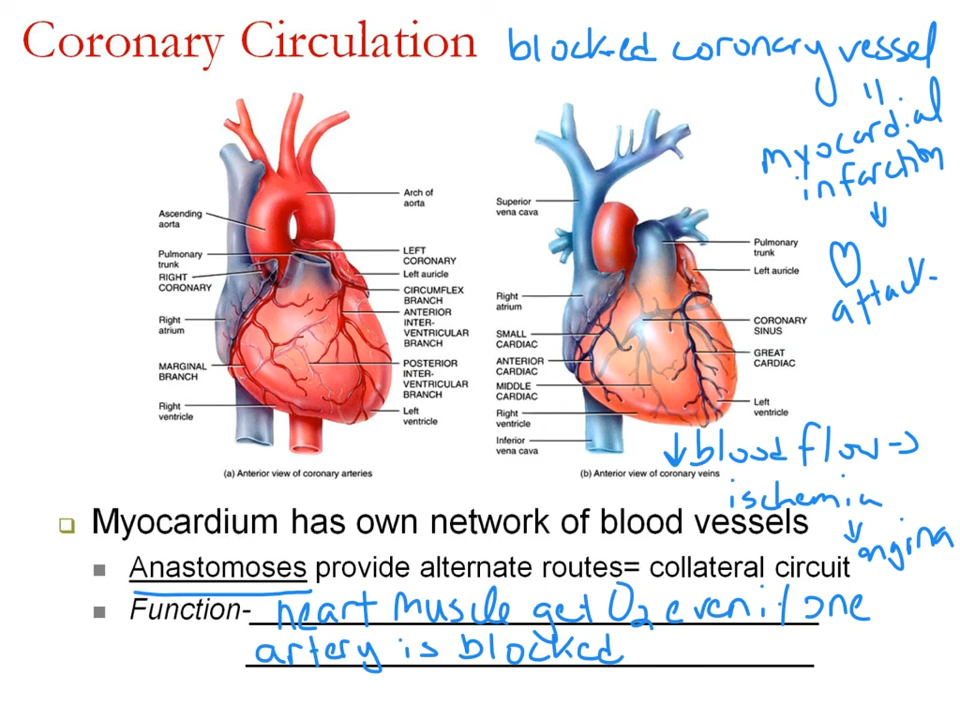 Coronary Circulation
blocked coronary vessel
=
myocardial
infarction
↓
♡
attack
Ascending
aorta
Pulmonary
trunk
RIGHT
CORONARY
Right
atrium
MARGINAL
BRANCH
Right
ventricle
Arch of
aorta
LEFT
CORONARY
Left auricle
CIRCUMFLEX
BRANCH
ANTERIOR
INTER-
VENTRICULAR
BRANCH
POSTERIOR
INTER-
VENTRICULAR
BRANCH
Left
ventricle
(a) Anterior view of coronary arteries
Superior
vena cava
Right
atrium
SMALL
CARDIAC
ANTERIOR
CARDIAC
MIDDLE
CARDIAC
Right
ventricle
Inferior
vena cava
Pulmonary
trunk
Left auricle
CORONARY
SINUS
GREAT
CARDIAC
Left
ventricle
(b) Anterior view of coronary veins
↓ blood flow →
ischemia
↓ angina
Myocardium has own network of blood vessels
Anastomoses provide alternate routes= collateral circuit
Function- heart muscle get O2 even if one
artery is blocked